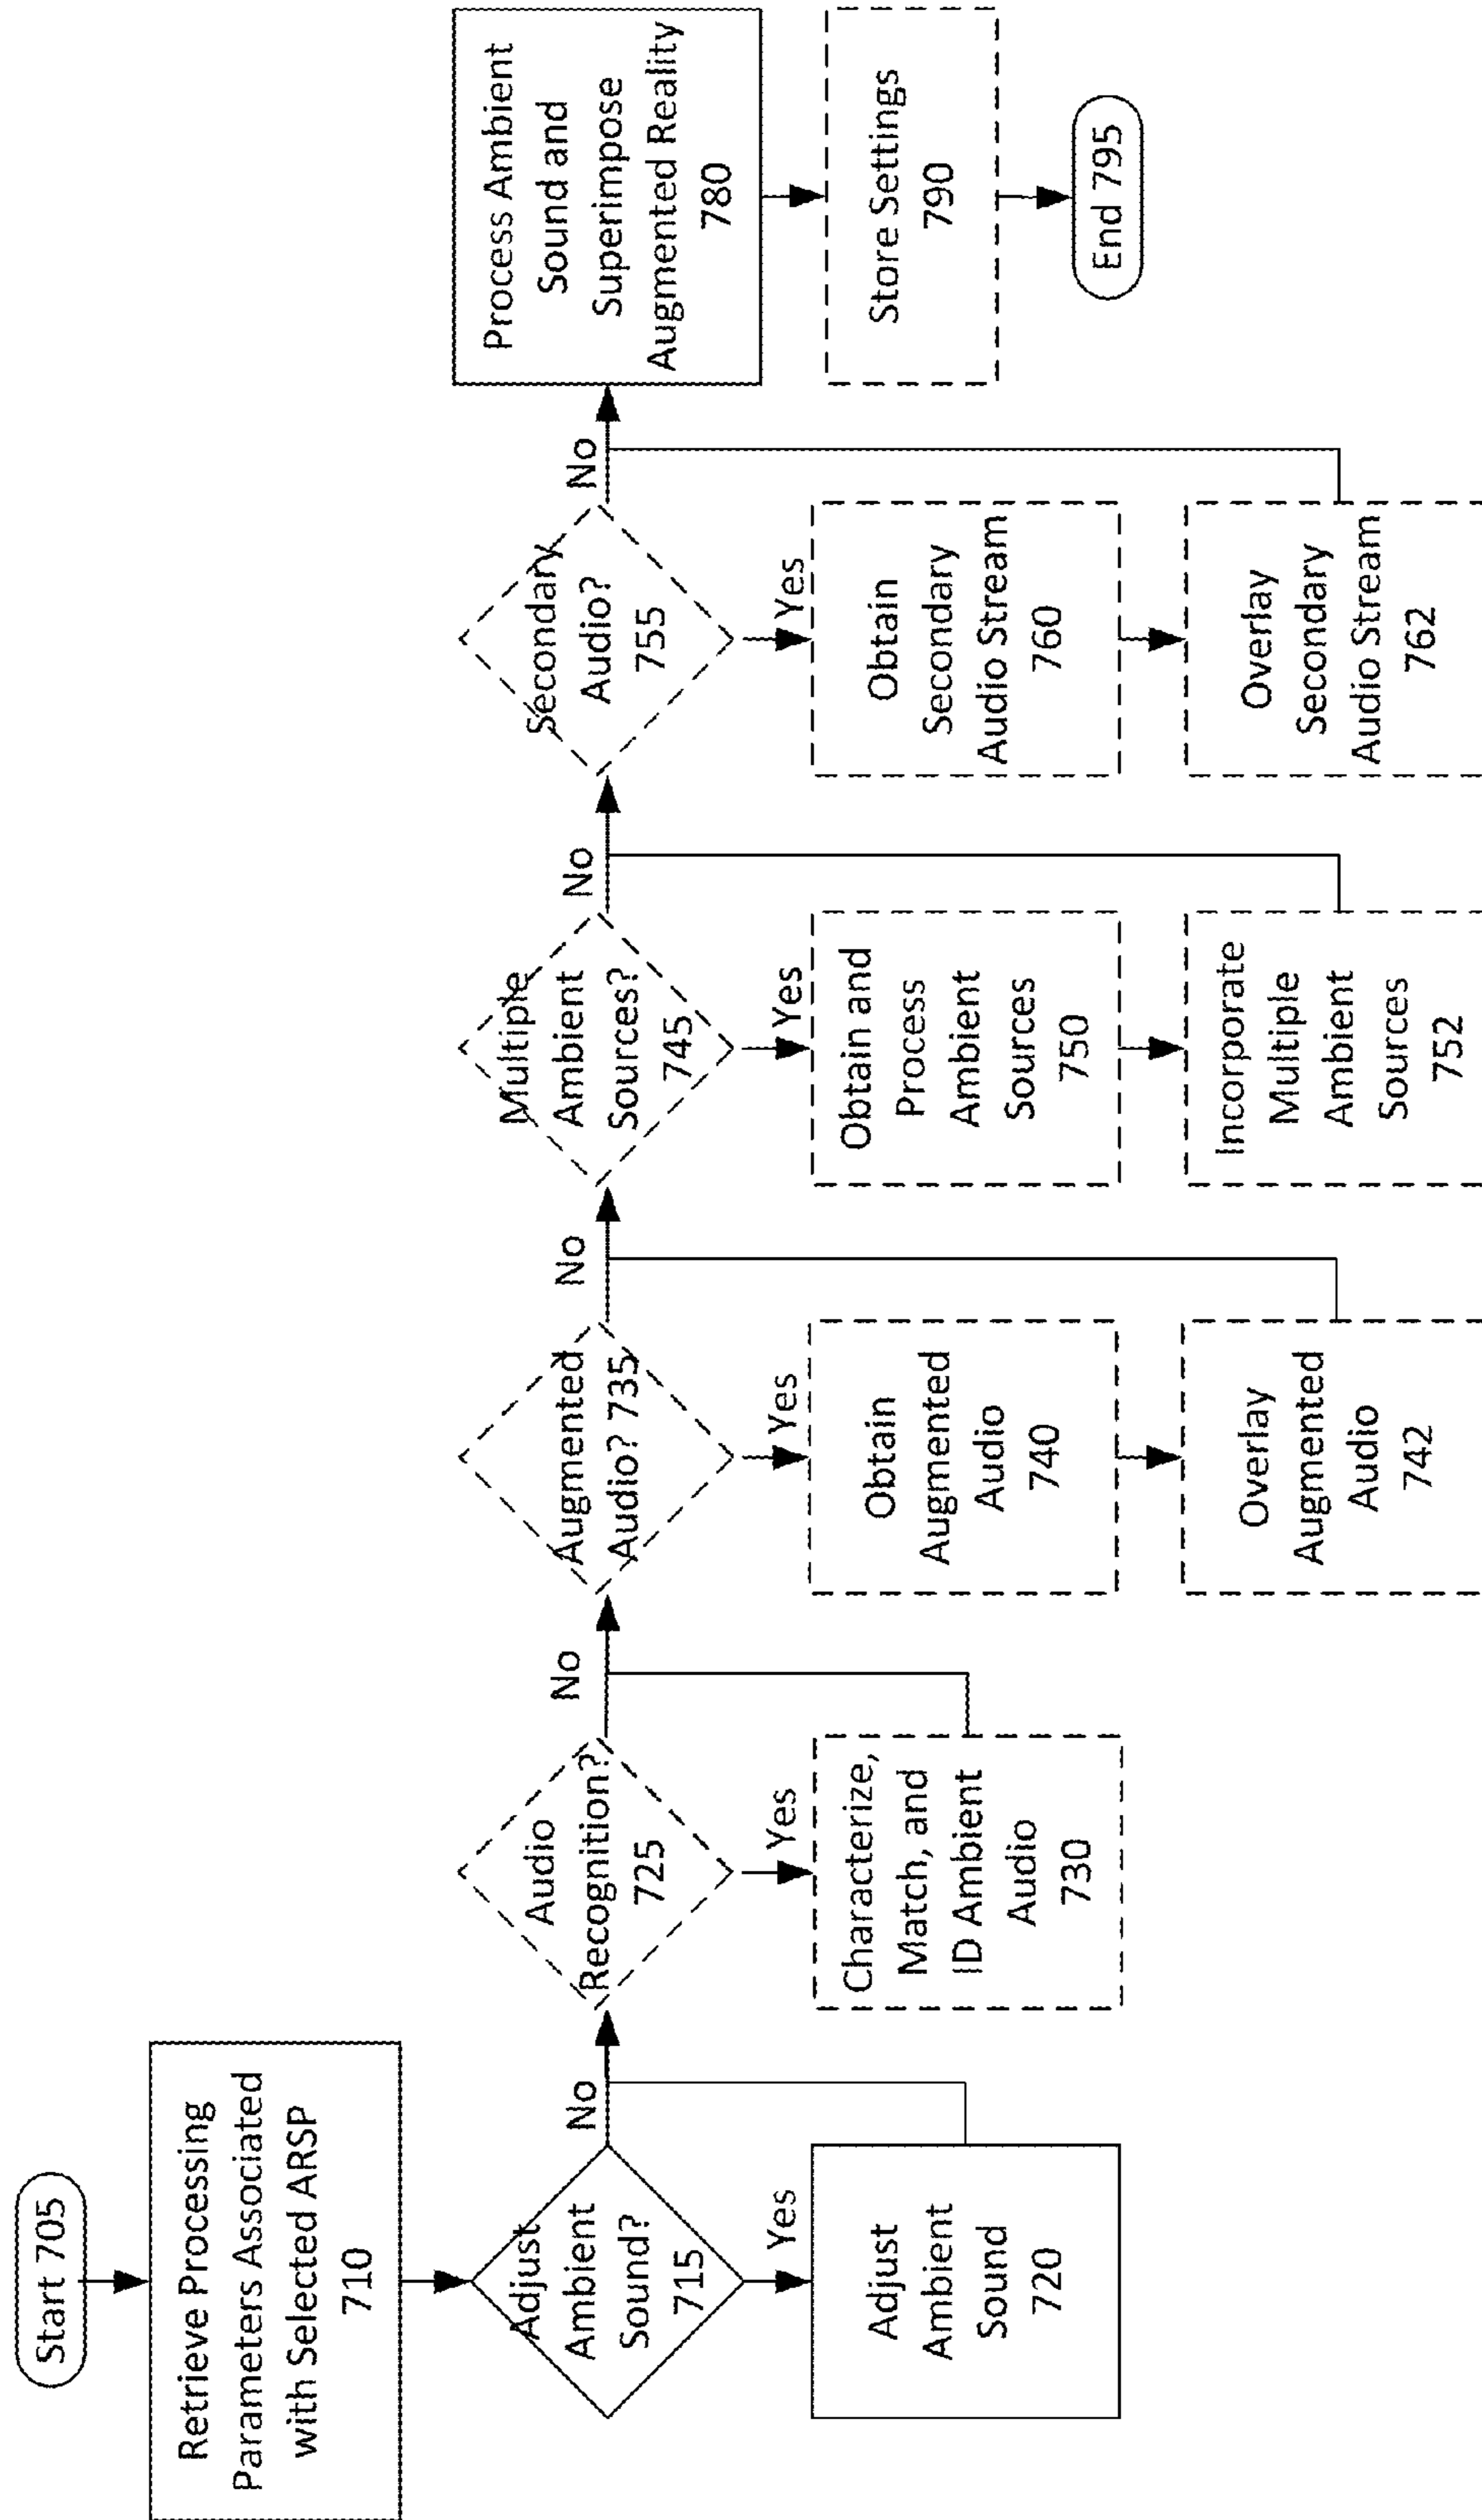 Start 705
Retrieve Processing
Parameters Associated
with Selected ARSP
710
Adjust
Ambient
Sound?
715
No
Yes
Adjust
Ambient
Sound
720
Audio
Recognition?
725
No
Yes
Characterize,
Match, and
ID Ambient
Audio
730
Augmented
Audio? 735
No
Yes
Obtain
Augmented
Audio
740
Overlay
Augmented
Audio
742
Multiple
Ambient
Sources?
745
No
Yes
Obtain and
Process
Ambient
Sources
750
Incorporate
Multiple
Ambient
Sources
752
Secondary
Audio?
755
No
Yes
Obtain
Secondary
Audio Stream
760
Overlay
Secondary
Audio Stream
762
Process Ambient
Sound and
Superimpose
Augmented Reality
780
Store Settings
790
End 795